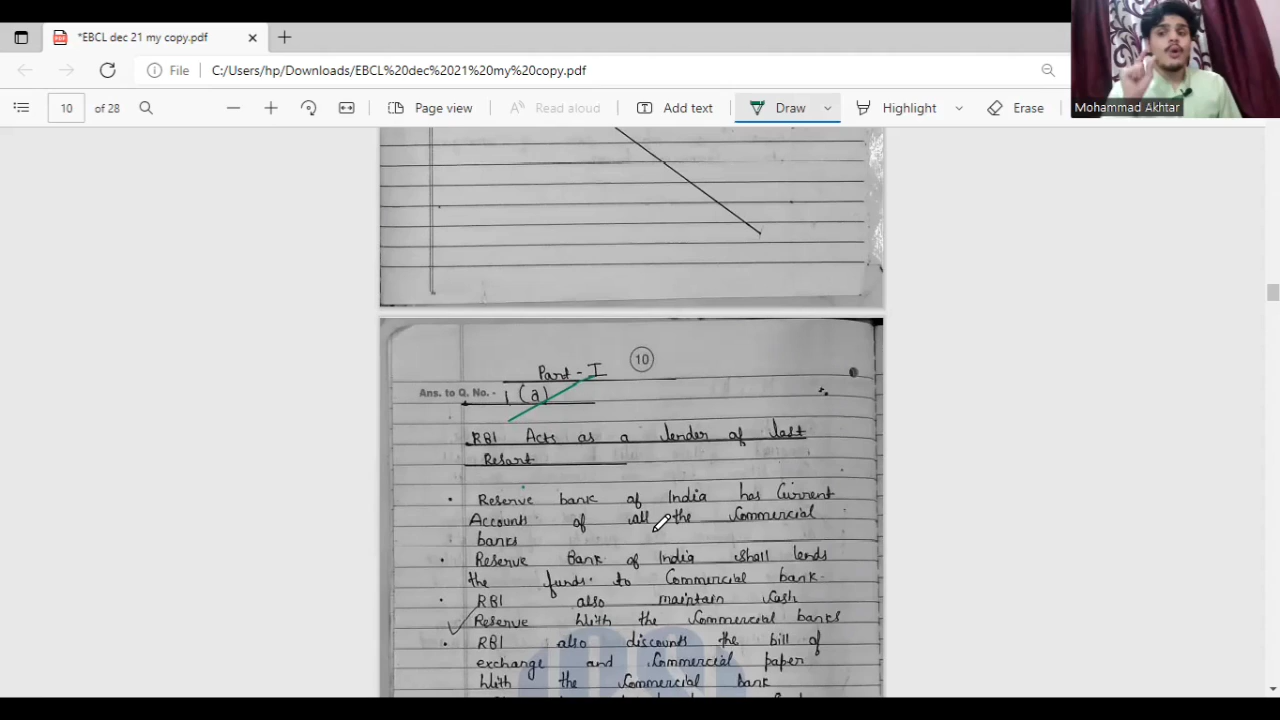 *EBCL dec 21 my copy.pdf
File C:/Users/hp/Downloads/EBCL%20dec%2021%20my%20copy.pdf
10 of 28 Page view Read aloud Add text Draw Highlight Erase
Mohammad Akhtar
10
Part - I
Ans. to Q. No. - 1 (a)
RBI Acts as a lender of last
Resort
• Reserve bank of India has Current
Accounts of all the Commercial
banks
• Reserve Bank of India shall lends
the funds to Commercial bank.
• RBI also maintain Cash
Reserve With the Commercial banks
• RBI also discounts the bill of
exchange and Commercial paper
With the Commercial Bank